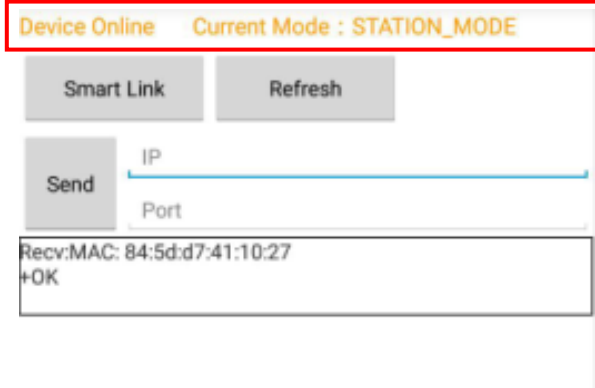 Device Online Current Mode : STATION_MODE
Smart Link Refresh
IP
Send
Port
Recv:MAC: 84:5d:d7:41:10:27
+OK